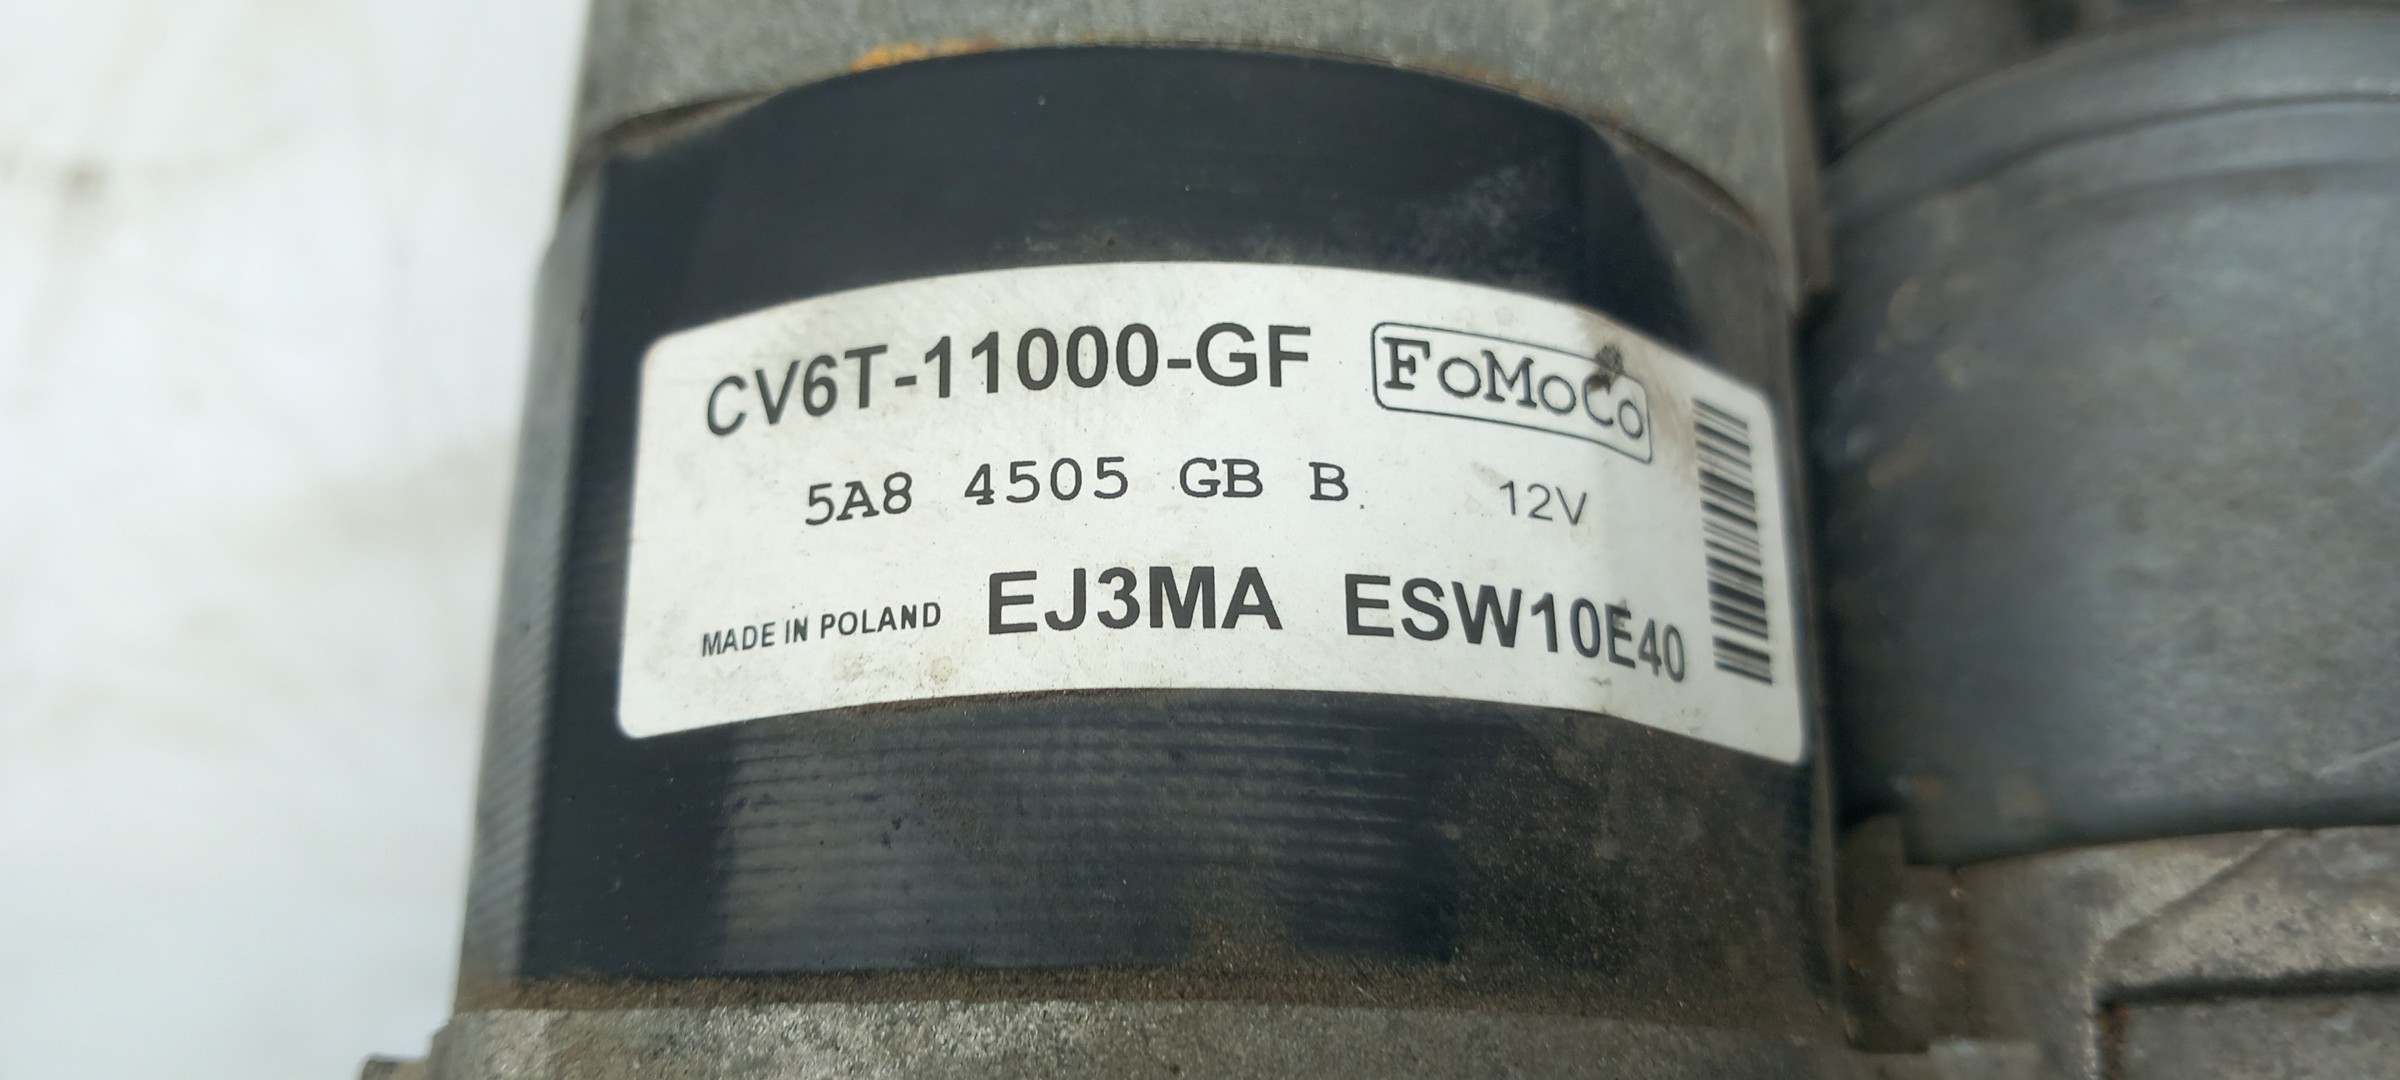 CV6T-11000-GF FoMoCo
5A8 4505 GB B 12V
MADE IN POLAND EJ3MA ESW10E40